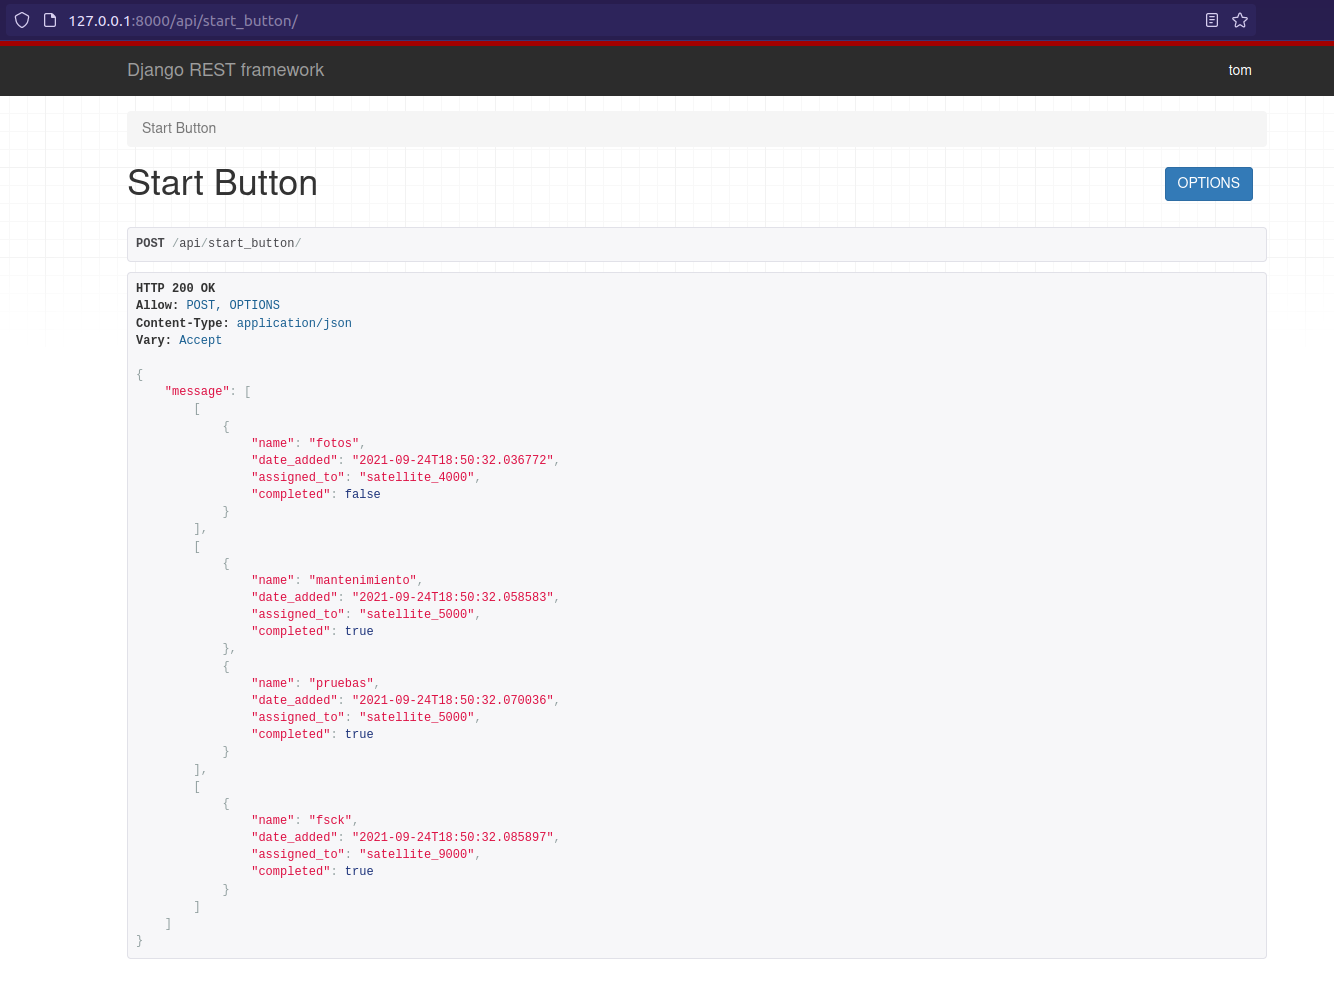 127.0.0.1:8000/api/start_button/
Django REST framework
tom
Start Button
Start Button
OPTIONS
POST /api/start_button/
HTTP 200 OK
Allow: POST, OPTIONS
Content-Type: application/json
Vary: Accept
{
    "message": [
        [
            {
                "name": "fotos",
                "date_added": "2021-09-24T18:50:32.036772",
                "assigned_to": "satellite_4000",
                "completed": false
            }
        ],
        [
            {
                "name": "mantenimiento",
                "date_added": "2021-09-24T18:50:32.058583",
                "assigned_to": "satellite_5000",
                "completed": true
            },
            {
                "name": "pruebas",
                "date_added": "2021-09-24T18:50:32.070036",
                "assigned_to": "satellite_5000",
                "completed": true
            }
        ],
        [
            {
                "name": "fsck",
                "date_added": "2021-09-24T18:50:32.085897",
                "assigned_to": "satellite_9000",
                "completed": true
            }
        ]
    ]
}